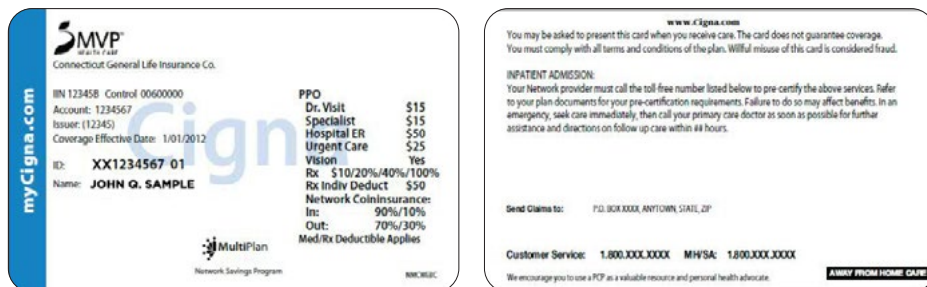 myCigna.com
MVP
HEALTH CARE
Connecticut General Life Insurance Co.
Cigna
IIN 123458 Control 00600000
Account: 1234567
Issuer: (12345)
Coverage Effective Date: 1/01/2012
ID: XX1234567 01
Name: JOHN Q. SAMPLE
PPO
Dr. Visit $15
Specialist $15
Hospital ER $50
Urgent Care $25
Vision Yes
Rx $10/20%/40%/100%
Rx Indiv Deduct $50
Network CoinInsurance:
In: 90%/10%
Out: 70%/30%
Med/Rx Deductible Applies
MultiPlan
Network Savings Program
www.Cigna.com
You may be asked to present this card when you receive care. The card does not guarantee coverage.
You must comply with all terms and conditions of the plan. Willful misuse of this card is considered fraud.
INPATIENT ADMISSION:
Your Network provider must call the toll-free number listed below to pre-certify the above services. Refer
to your plan documents for your pre-certification requirements. Failure to do so may affect benefits. In an
emergency, seek care immediately, then call your primary care doctor as soon as possible for further
assistance and directions on follow up care within ## hours.
Send Claims to: P.O. BOX XXXX, ANYTOWN, STATE, ZIP
Customer Service: 1.800.XXX.XXXX MH/SA: 1.800.XXX.XXXX
We encourage you to use a PCP as a valuable resource and personal health advocate.
AWAY FROM HOME CARE